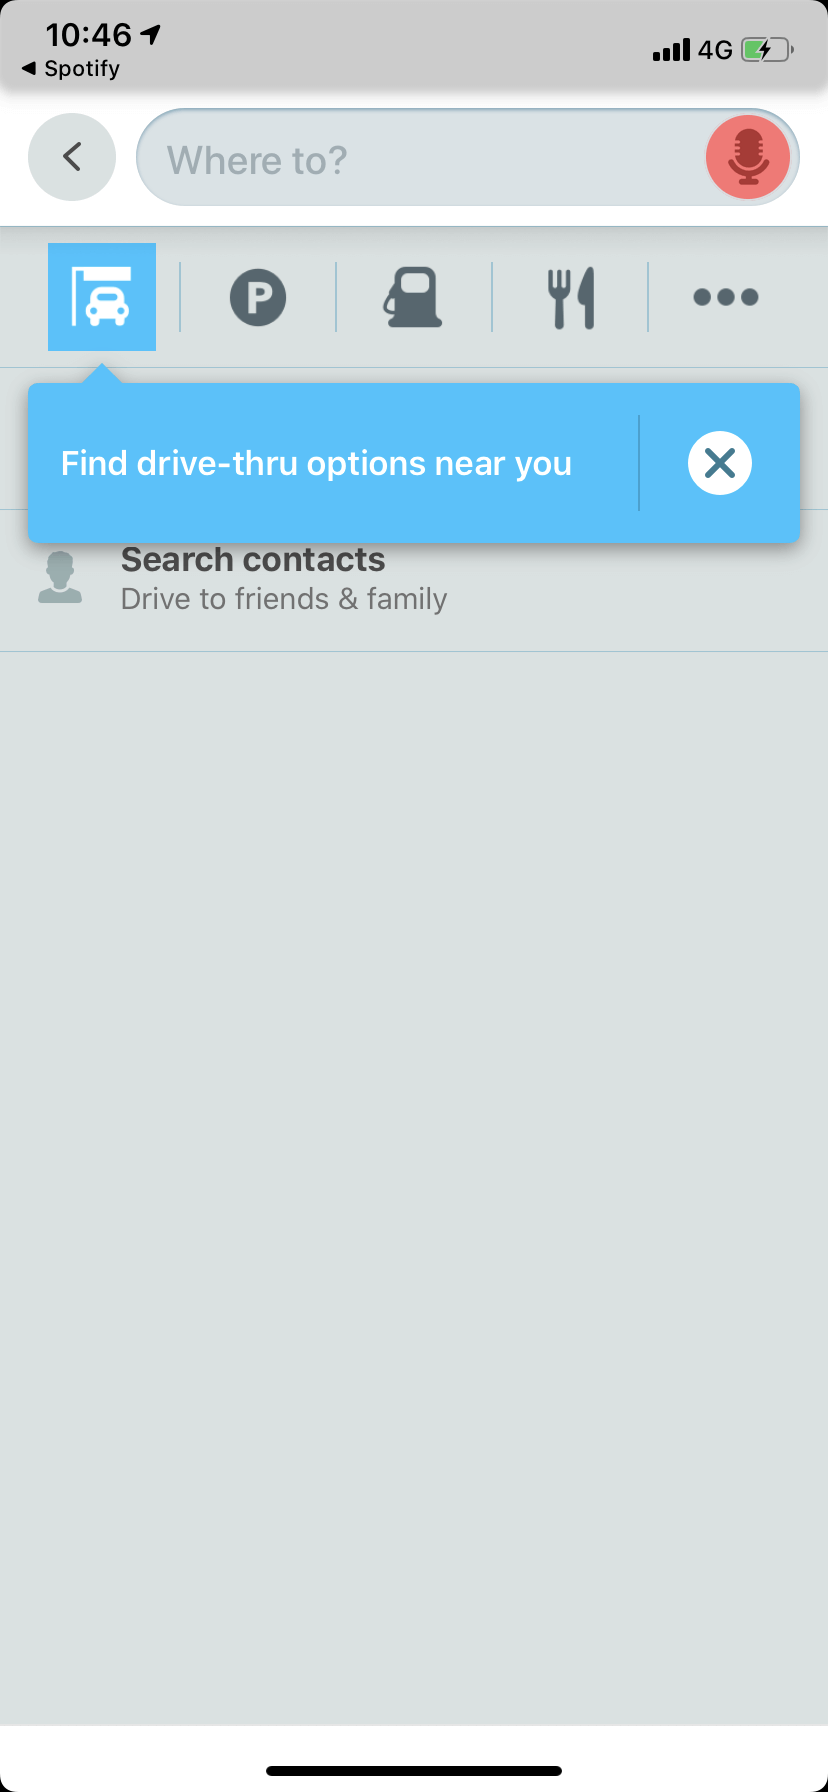 10:46
Spotify
4G
Where to?
P
Find drive-thru options near you
Search contacts
Drive to friends & family